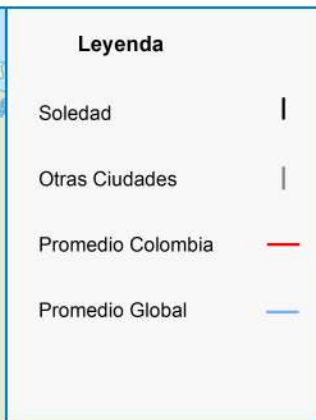 Leyenda
Soledad
Otras Ciudades
Promedio Colombia
Promedio Global